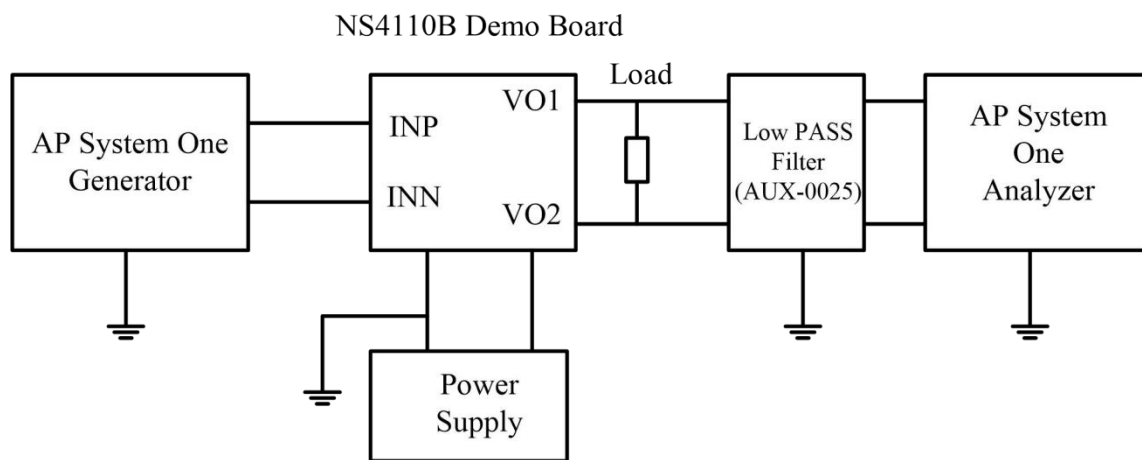 NS4110B Demo Board
AP System One
Generator
INP
INN
VO1
VO2
Load
Low PASS
Filter
(AUX-0025)
AP System
One
Analyzer
Power
Supply